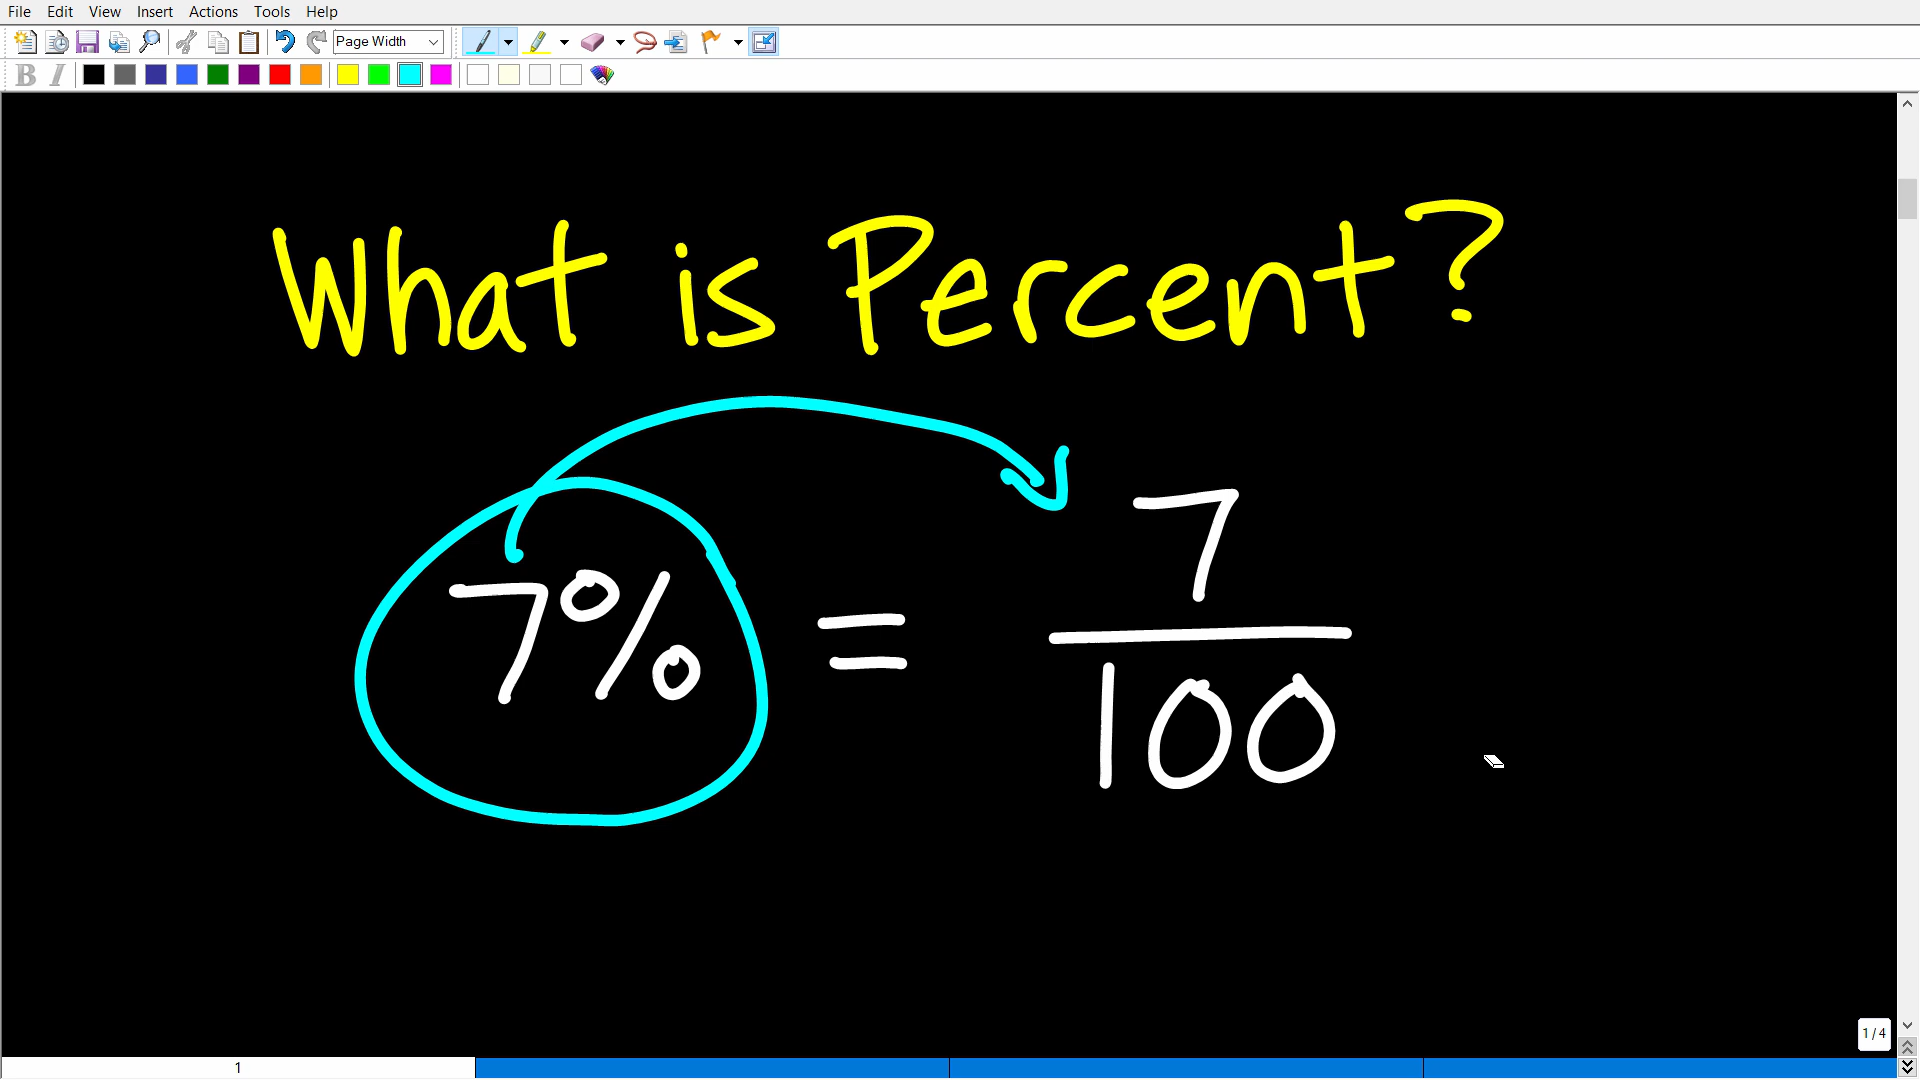 File Edit View Insert Actions Tools Help
Page Width
B I
What is Percent?
7% = 7/100
1 / 4
1